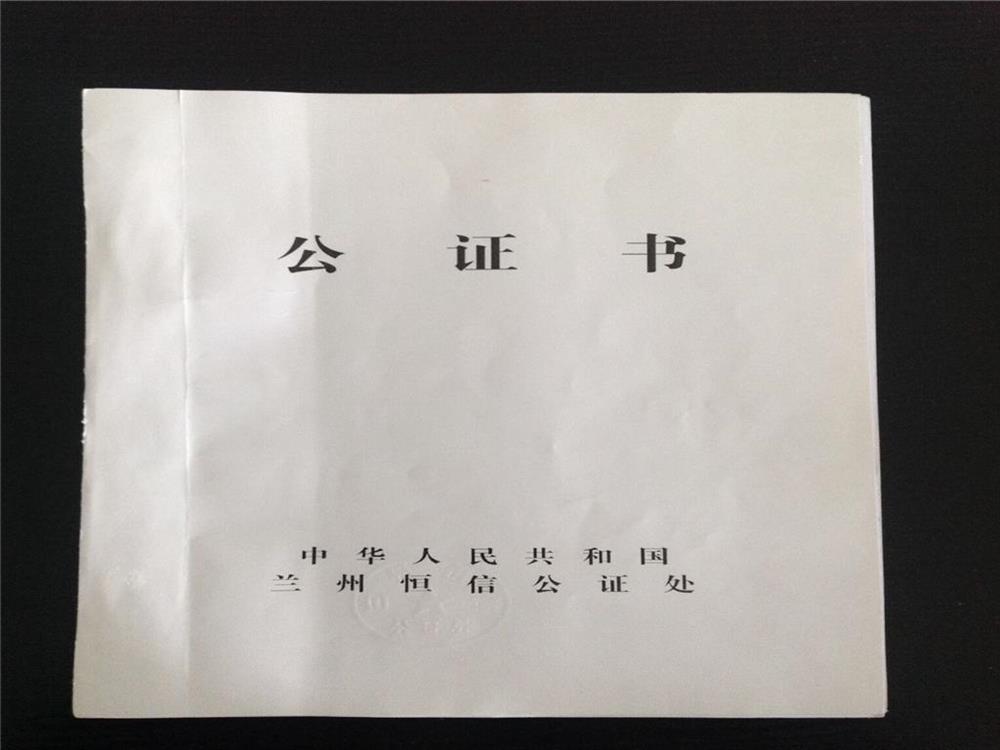 公证书
中华人民共和国
兰州恒信公证处